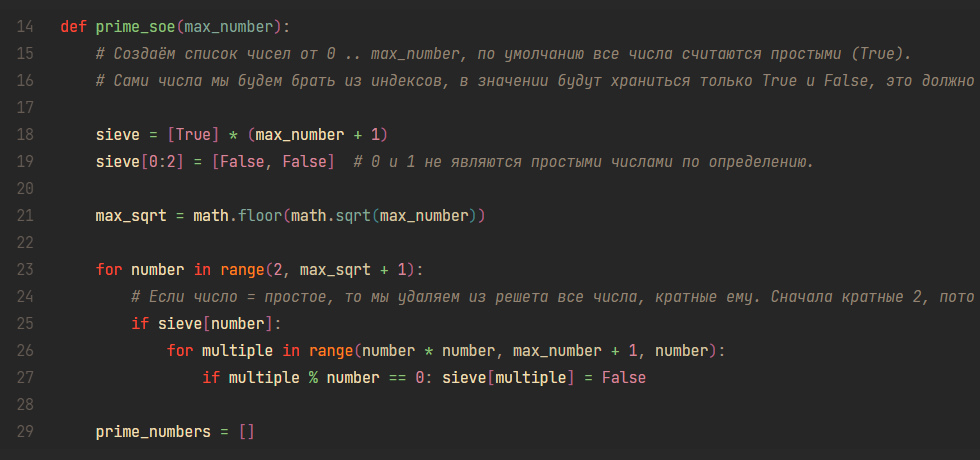 14 def prime_soe(max_number):
15 # Создаём список чисел от 0 .. max_number, по умолчанию все числа считаются простыми (True).
16 # Сами числа мы будем брать из индексов, в значении будут храниться только True и False, это должно
17
18 sieve = [True] * (max_number + 1)
19 sieve[0:2] = [False, False]  # 0 и 1 не являются простыми числами по определению.
20
21 max_sqrt = math.floor(math.sqrt(max_number))
22
23 for number in range(2, max_sqrt + 1):
24 # Если число = простое, то мы удаляем из решета все числа, кратные ему. Сначала кратные 2, пото
25 if sieve[number]:
26 for multiple in range(number * number, max_number + 1, number):
27 if multiple % number == 0: sieve[multiple] = False
28
29 prime_numbers = []